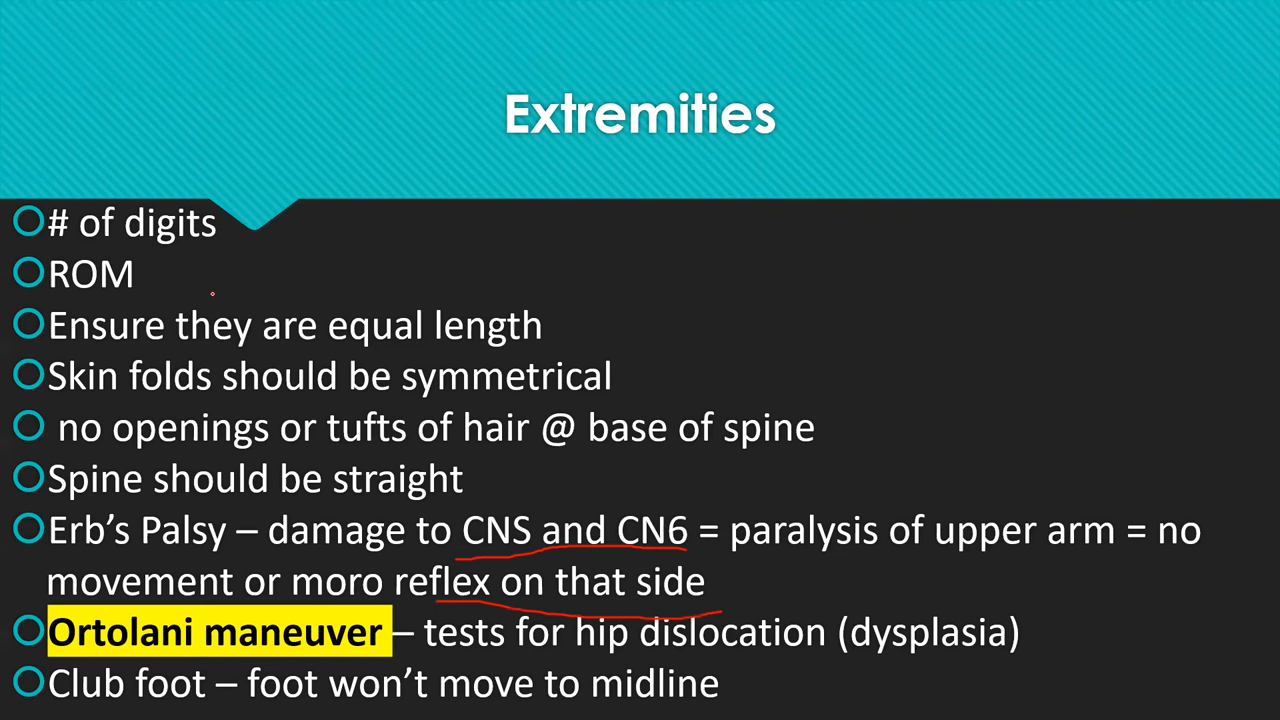 Extremities
# of digits
ROM
Ensure they are equal length
Skin folds should be symmetrical
no openings or tufts of hair @ base of spine
Spine should be straight
Erb's Palsy – damage to CNS and CN6 = paralysis of upper arm = no
movement or moro reflex on that side
Ortolani maneuver – tests for hip dislocation (dysplasia)
Club foot – foot won't move to midline